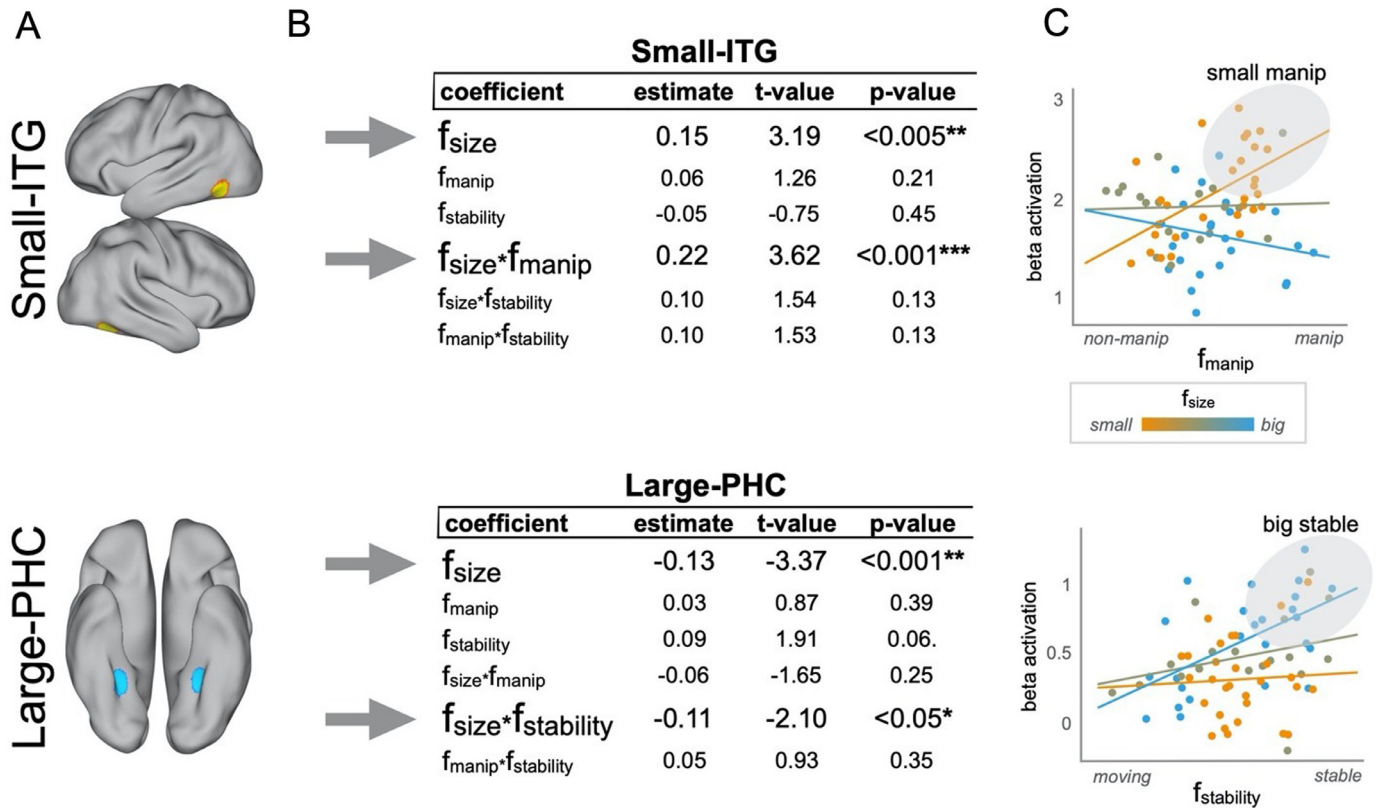 A
B
C
Small-ITG
Small-ITG
coefficient estimate t-value p-value
fsize 0.15 3.19 <0.005**
fmanip 0.06 1.26 0.21
fstability -0.05 -0.75 0.45
fsize*fmanip 0.22 3.62 <0.001***
fsize*fstability 0.10 1.54 0.13
fmanip*fstability 0.10 1.53 0.13
small manip
3
2
1
beta activation
non-manip manip
fmanip
fsize
small big
Large-PHC
Large-PHC
coefficient estimate t-value p-value
fsize -0.13 -3.37 <0.001**
fmanip 0.03 0.87 0.39
fstability 0.09 1.91 0.06.
fsize*fmanip -0.06 -1.65 0.25
fsize*fstability -0.11 -2.10 <0.05*
fmanip*fstability 0.05 0.93 0.35
big stable
1
0.5
0
beta activation
moving stable
fstability